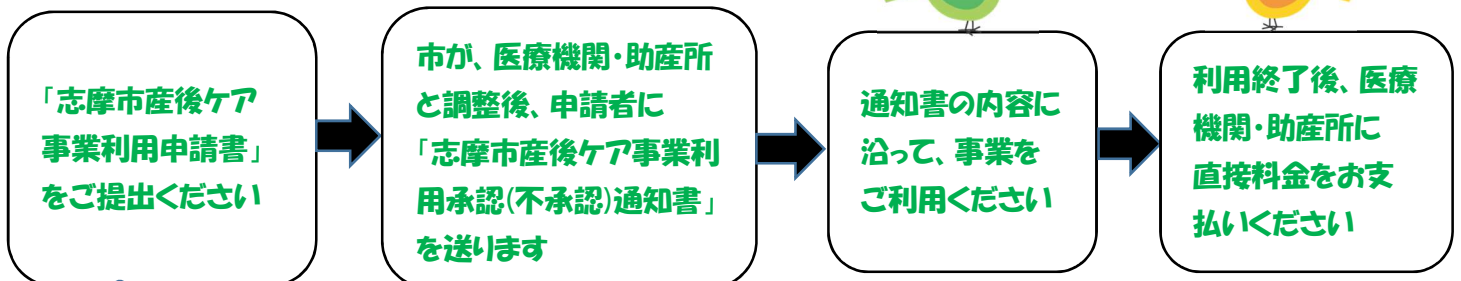 「志摩市産後ケア
事業利用申請書」
をご提出ください
市が、医療機関・助産所
と調整後、申請者に
「志摩市産後ケア事業利
用承認(不承認)通知書」
を送ります
通知書の内容に
沿って、事業を
ご利用ください
利用終了後、医療
機関・助産所に
直接料金をお支
払いください